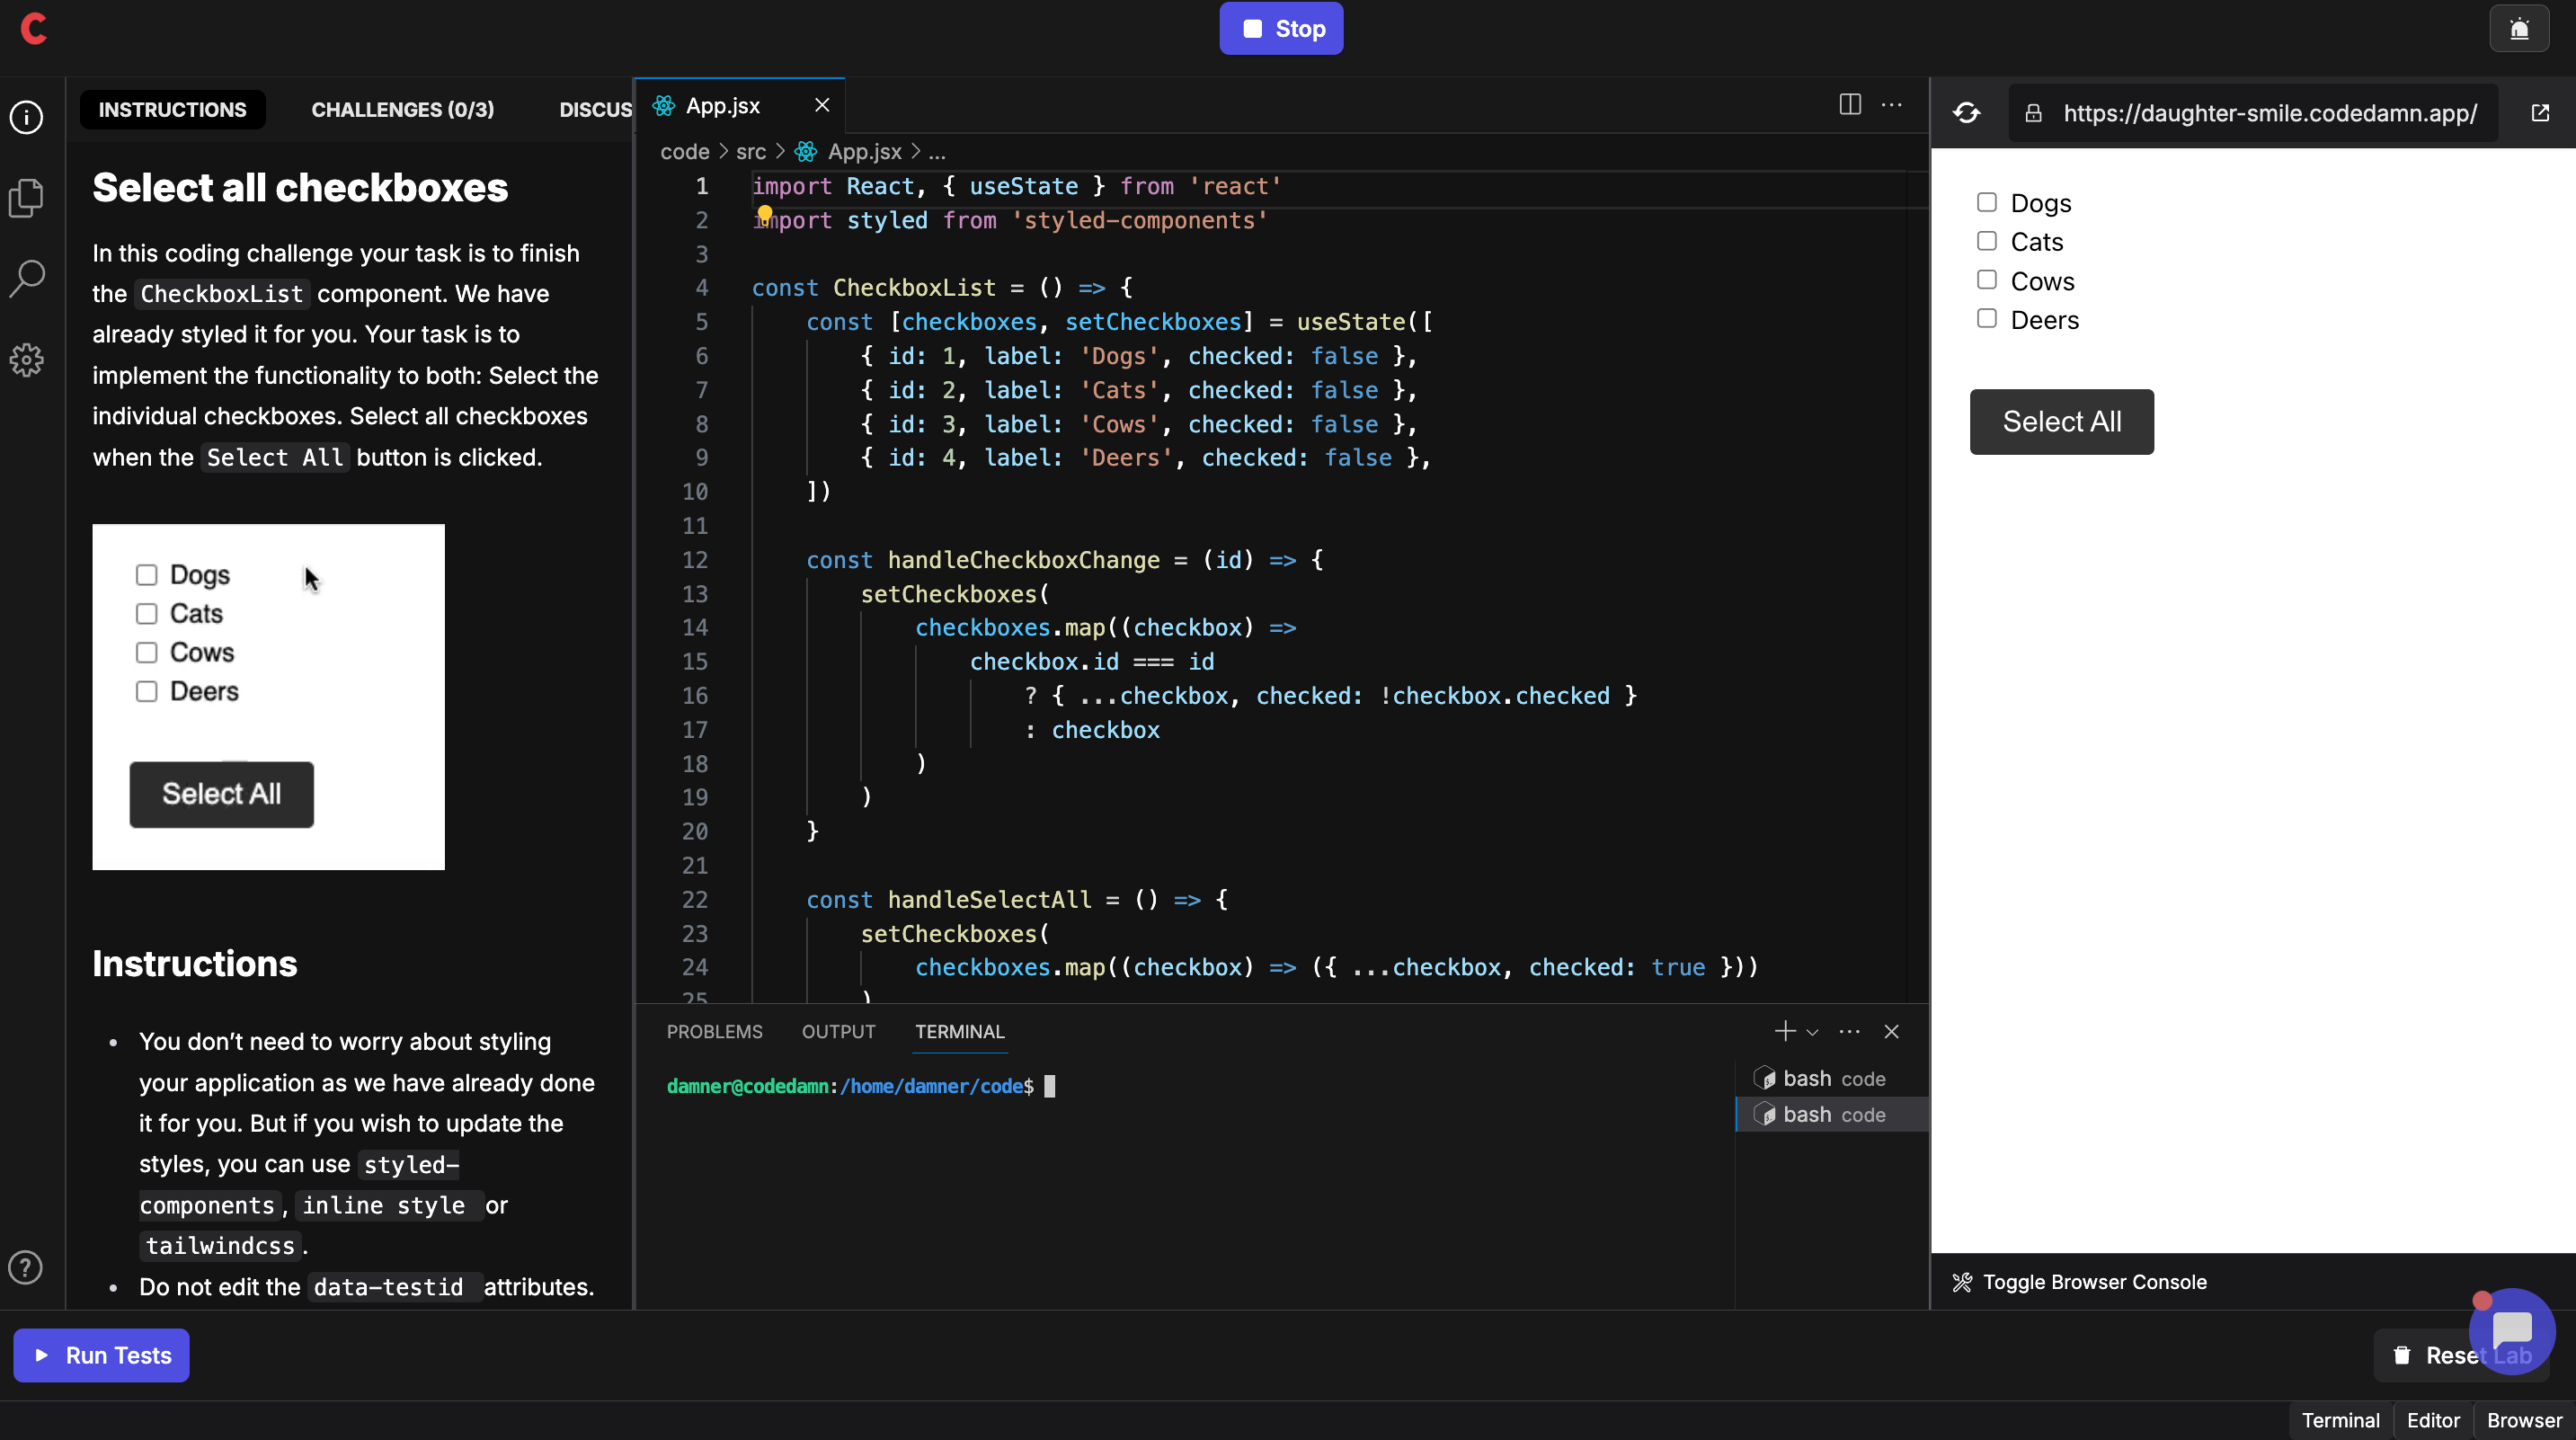 Stop
INSTRUCTIONS
CHALLENGES (0/3)
DISCUS
Select all checkboxes
In this coding challenge your task is to finish
the CheckboxList component. We have
already styled it for you. Your task is to
implement the functionality to both: Select the
individual checkboxes. Select all checkboxes
when the Select All button is clicked.
Dogs
Cats
Cows
Deers
Select All
Instructions
• You don’t need to worry about styling
your application as we have already done
it for you. But if you wish to update the
styles, you can use styled-
components, inline style or
tailwindcss.
• Do not edit the data-testid attributes.
App.jsx
code > src > App.jsx > ...
1 import React, { useState } from 'react'
2 import styled from 'styled-components'
3
4 const CheckboxList = () => {
5 const [checkboxes, setCheckboxes] = useState([
6 { id: 1, label: 'Dogs', checked: false },
7 { id: 2, label: 'Cats', checked: false },
8 { id: 3, label: 'Cows', checked: false },
9 { id: 4, label: 'Deers', checked: false },
10 ])
11
12 const handleCheckboxChange = (id) => {
13 setCheckboxes(
14 checkboxes.map((checkbox) =>
15 checkbox.id === id
16 ? { ...checkbox, checked: !checkbox.checked }
17 : checkbox
18 )
19 )
20 }
21
22 const handleSelectAll = () => {
23 setCheckboxes(
24 checkboxes.map((checkbox) => ({ ...checkbox, checked: true }))
25 )
PROBLEMS
OUTPUT
TERMINAL
damner@codedamn:/home/damner/code$
bash code
bash code
https://daughter-smile.codedamn.app/
Dogs
Cats
Cows
Deers
Select All
Toggle Browser Console
Run Tests
Reset Lab
Terminal
Editor
Browser